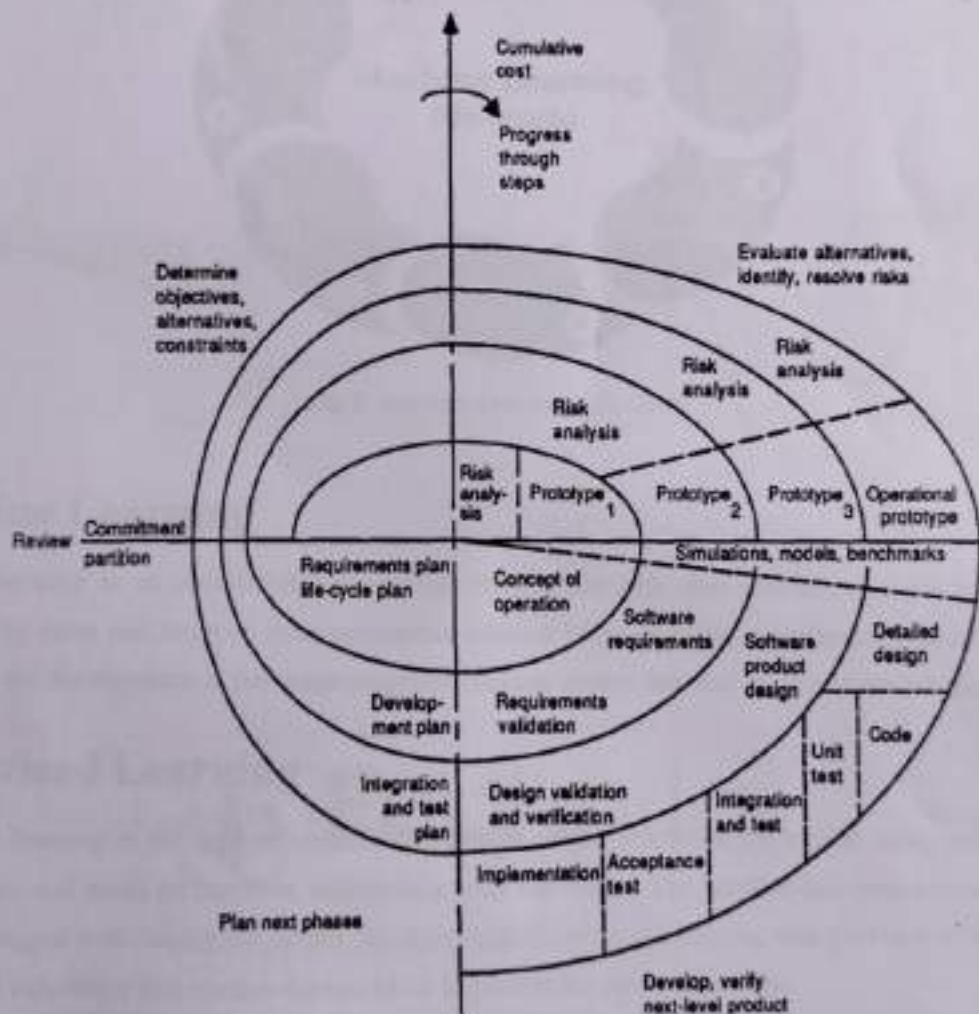 Cumulative
cost
Progress
through
steps
Evaluate alternatives,
identify, resolve risks
Determine
objectives,
alternatives,
constraints
Risk
analysis
Risk
analysis
Risk
analysis
Risk
analy-
sis
Prototype 1
Prototype 2
Prototype 3
Operational
prototype
Review
Commitment
partition
Simulations, models, benchmarks
Requirements plan
life-cycle plan
Concept of
operation
Software
requirements
Software
product
design
Detailed
design
Develop-
ment plan
Requirements
validation
Unit
test
Code
Integration
and test
plan
Design validation
and verification
Integration
and test
Implementation
Acceptance
test
Plan next phases
Develop, verify
next-level product